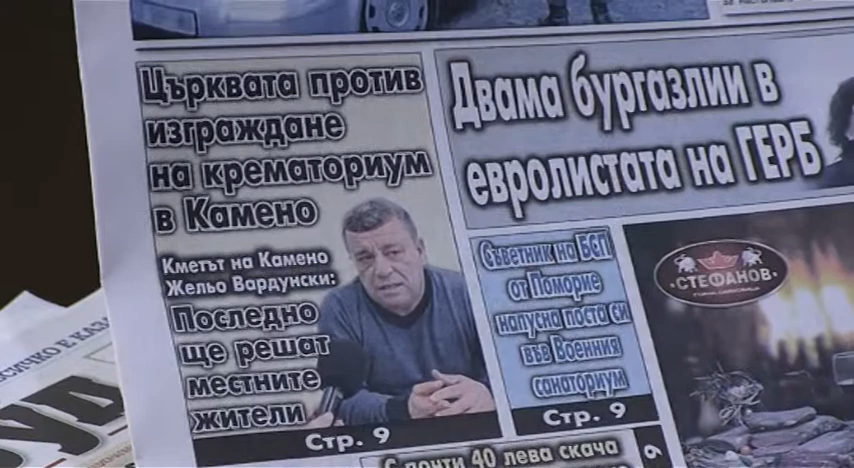 Църквата против
изграждане
на крематориум
в Камено
Кметът на Камено
Жельо Вардунски:
Последно
ще решат
местните
жители
Стр. 9
Двама бургазлии в
евролистата на ГЕРБ
Съветник на БСП
от Поморие
напусна поста си
във Военния
санаториум
Стр. 9
СТЕФАНОВ
С почти 40 лева скача
9